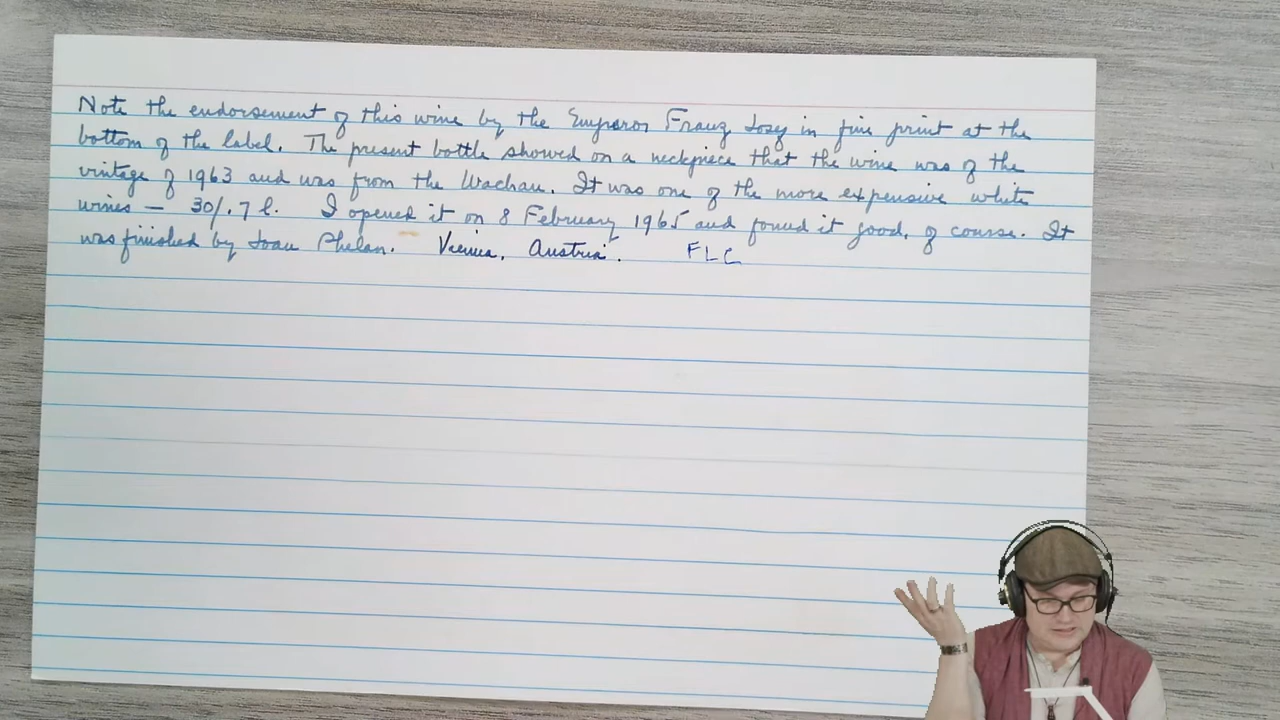 Note the endorsement of this wine by the Emperor Franz Josef in fine print at the
bottom of the label. The present bottle showed on a neckpiece that the wine was of the
vintage of 1963 and was from the Wachau. It was one of the more expensive white
wines — 30/.7 l. I opened it on 8 February 1965 and found it good, of course. It
was finished by Joan Phelan. Vienna, Austria. FLC